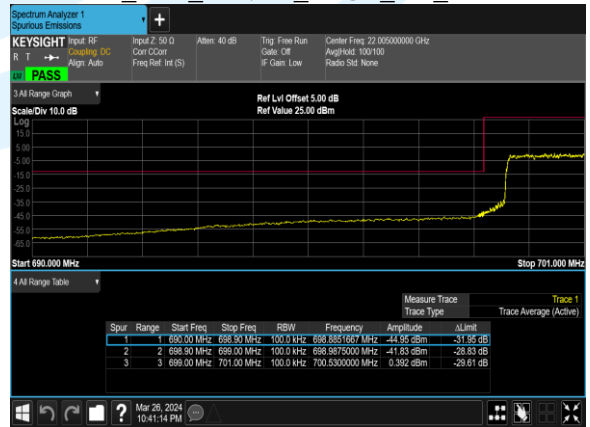 Spectrum Analyzer 1
Spurious Emissions
+
KEYSIGHT Input: RF Input Z: 50 Ω Atten: 40 dB Trig: Free Run Center Freq: 22.005000000 GHz
R T Coupling: DC Corr CCorr Gate: Off Avg|Hold: 100/100
Align: Auto Freq Ref: Int (S) IF Gain: Low Radio Std: None
PASS
3 All Range Graph
Ref Lvl Offset 5.00 dB
Scale/Div 10.0 dB Ref Value 25.00 dBm
Log
15.0
5.00
-5.00
-15.0
-25.0
-35.0
-45.0
-55.0
-65.0
Start 690.000 MHz Stop 701.000 MHz
4 All Range Table
Measure Trace Trace 1
Trace Type Trace Average (Active)
Spur Range Start Freq Stop Freq RBW Frequency Amplitude ΔLimit
1 1 690.00 MHz 698.90 MHz 100.0 kHz 698.8851667 MHz -44.95 dBm -31.95 dB
2 2 698.90 MHz 699.00 MHz 100.0 kHz 698.9875000 MHz -41.83 dBm -28.83 dB
3 3 699.00 MHz 701.00 MHz 100.0 kHz 700.5300000 MHz 0.392 dBm -29.61 dB
?
Mar 26, 2024
10:41:14 PM